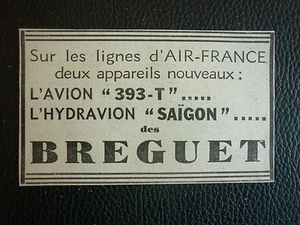 Sur les lignes d'AIR-FRANCE
deux appareils nouveaux :
L'AVION "393-T".....
L'HYDRAVION "SAÏGON".....
des
BREGUET